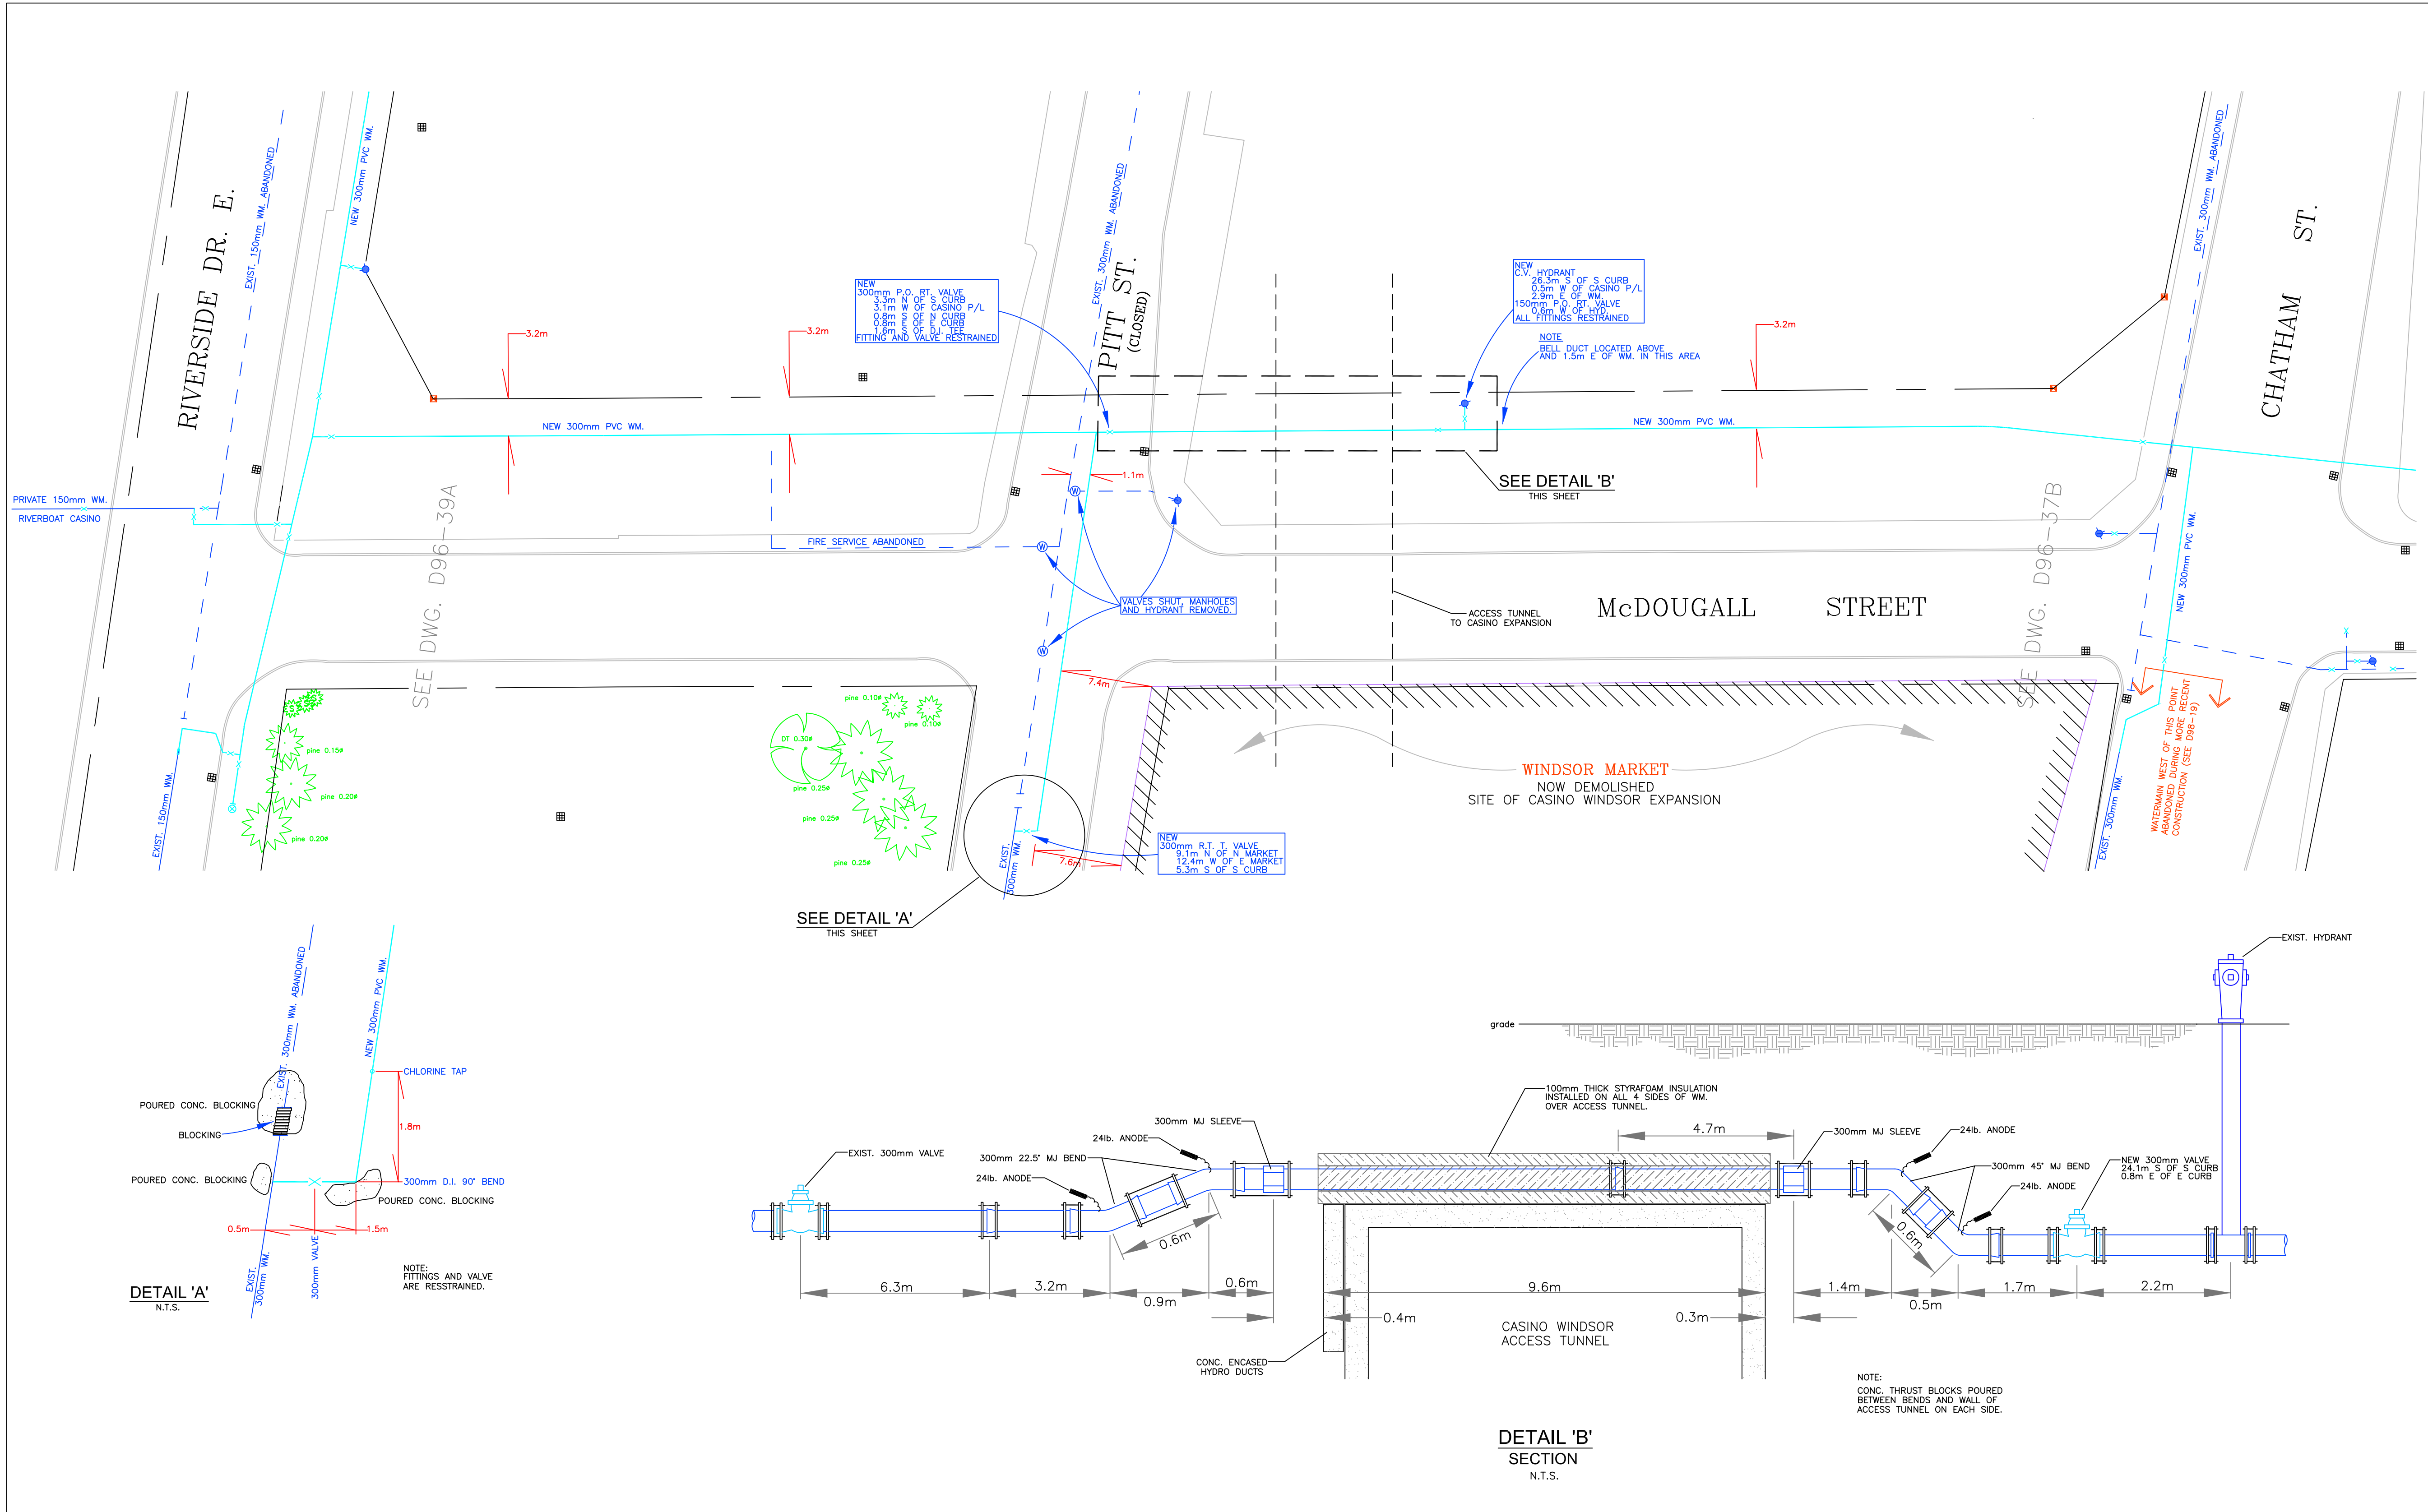 RIVERSIDE DR. E.
EXIST. 150mm WM. ABANDONED
NEW 300mm PVC WM.
3.2m
3.2m
NEW
300mm P.O. RT. VALVE
3.3m N OF S CURB
3.1m W OF CASINO P/L
0.8m S OF N CURB
0.8m E OF E CURB
1.6m S OF D.I. TEE
FITTING AND VALVE RESTRAINED
EXIST. 300mm WM. ABANDONED
PITT ST.
(CLOSED)
NEW
C.V. HYDRANT
26.3m S OF S CURB
0.5m W OF CASINO P/L
2.9m E OF WM.
150mm P.O. RT. VALVE
0.6m W OF HYD.
ALL FITTINGS RESTRAINED
NOTE
BELL DUCT LOCATED ABOVE
AND 1.5m E OF WM. IN THIS AREA
3.2m
EXIST. 300mm WM. ABANDONED
CHATHAM ST.
NEW 300mm PVC WM.
NEW 300mm PVC WM.
1.1m
SEE DETAIL 'B'
THIS SHEET
PRIVATE 150mm WM.
RIVERBOAT CASINO
SEE DWG. D96-39A
FIRE SERVICE ABANDONED
W
W
W
VALVES SHUT, MANHOLES
AND HYDRANT REMOVED.
ACCESS TUNNEL
TO CASINO EXPANSION
McDOUGALL STREET
SEE DWG. D96-37B
NEW 300mm PVC WM.
7.4m
pine 0.10ø
pine 0.10ø
pine 0.15ø
DT 0.30ø
pine 0.20ø
pine 0.25ø
pine 0.20ø
pine 0.25ø
pine 0.25ø
EXIST. 150mm WM.
WINDSOR MARKET
NOW DEMOLISHED
SITE OF CASINO WINDSOR EXPANSION
WATERMAIN WEST OF THIS POINT
ABANDONED DURING MORE RECENT
CONSTRUCTION (SEE D98-19)
EXIST. 300mm WM.
EXIST.
300mm WM.
7.6m
NEW
300mm R.T. T. VALVE
9.1m N OF N MARKET
12.4m W OF E MARKET
5.3m S OF S CURB
SEE DETAIL 'A'
THIS SHEET
EXIST. 300mm WM. ABANDONED
NEW 300mm PVC WM.
CHLORINE TAP
POURED CONC. BLOCKING
BLOCKING
1.8m
POURED CONC. BLOCKING
300mm D.I. 90° BEND
POURED CONC. BLOCKING
0.5m
1.5m
EXIST.
300mm WM.
300mm VALVE
NOTE:
FITTINGS AND VALVE
ARE RESSTRAINED.
DETAIL 'A'
N.T.S.
EXIST. HYDRANT
grade
100mm THICK STYRAFOAM INSULATION
INSTALLED ON ALL 4 SIDES OF WM.
OVER ACCESS TUNNEL.
300mm MJ SLEEVE
4.7m
300mm MJ SLEEVE
24lb. ANODE
24lb. ANODE
EXIST. 300mm VALVE
300mm 22.5° MJ BEND
24lb. ANODE
300mm 45° MJ BEND
24lb. ANODE
NEW 300mm VALVE
24.1m S OF S CURB
0.8m E OF E CURB
0.6m
0.6m
6.3m
3.2m
0.9m
0.6m
9.6m
1.4m
0.5m
1.7m
2.2m
0.4m
0.3m
CASINO WINDSOR
ACCESS TUNNEL
CONC. ENCASED
HYDRO DUCTS
NOTE:
CONC. THRUST BLOCKS POURED
BETWEEN BENDS AND WALL OF
ACCESS TUNNEL ON EACH SIDE.
DETAIL 'B'
SECTION
N.T.S.